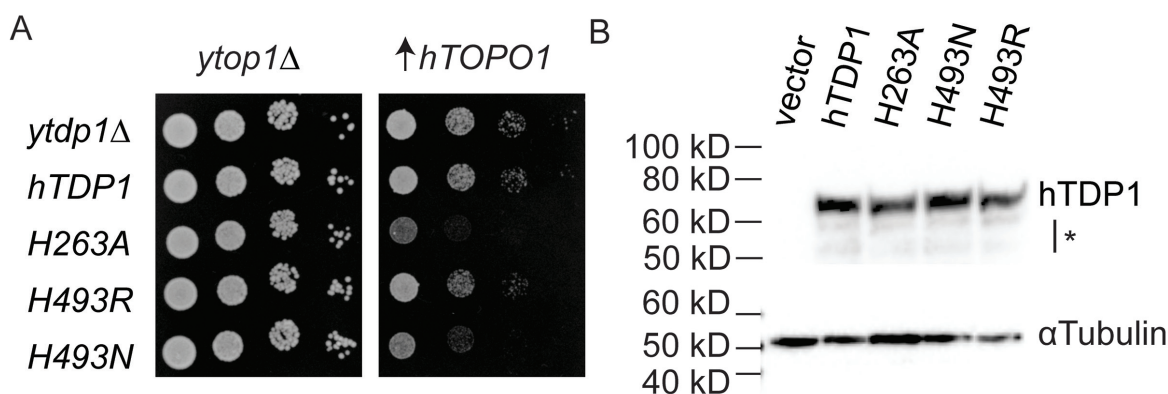 A
ytop1Δ
↑hTOPO1
ytdp1Δ
hTDP1
H263A
H493R
H493N
B
vector
hTDP1
H263A
H493N
H493R
100 kD
80 kD
60 kD
50 kD
60 kD
50 kD
40 kD
hTDP1
*
αTubulin